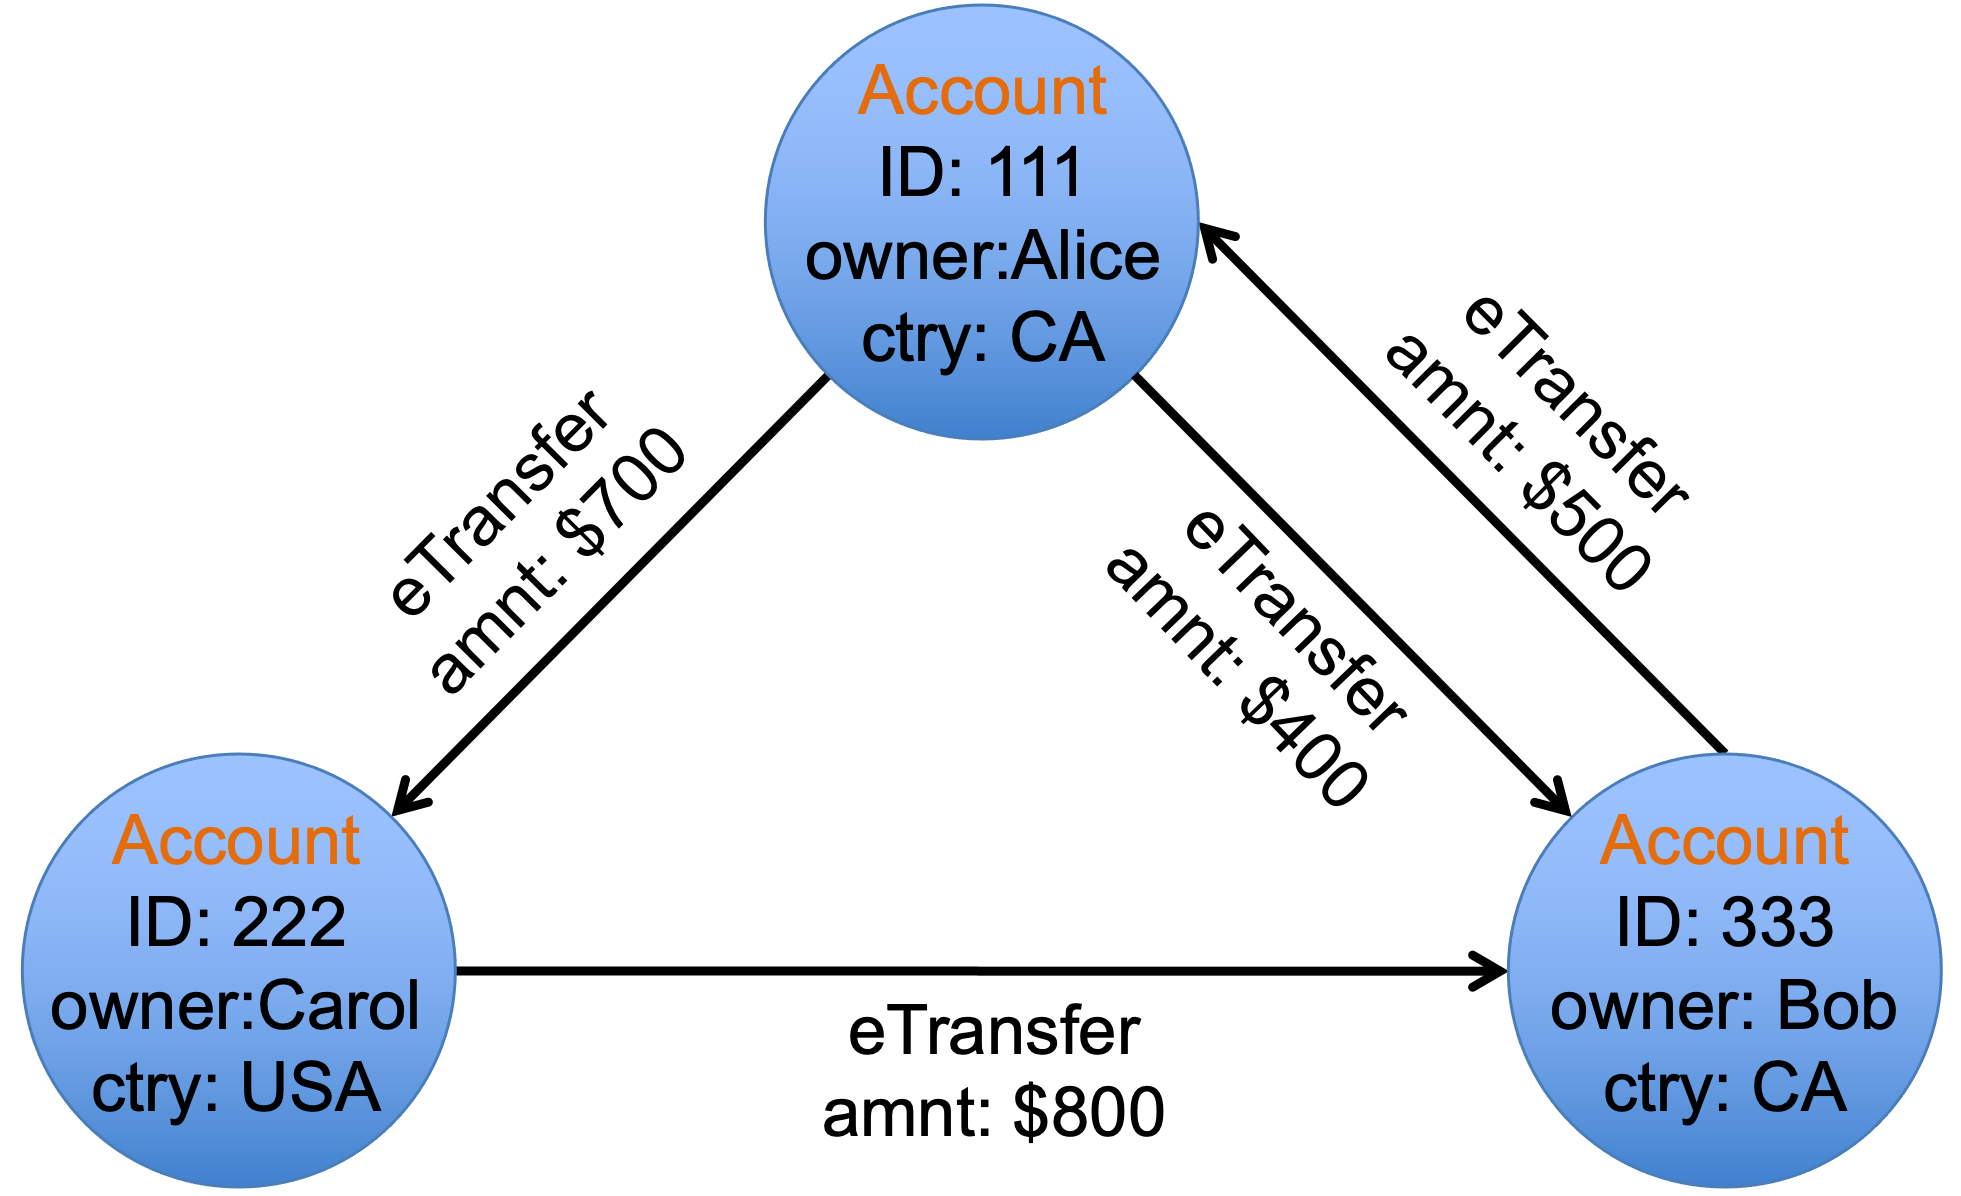 Account
ID: 111
owner:Alice
ctry: CA
eTransfer
amnt: $700
eTransfer
amnt: $400
eTransfer
amnt: $500
Account
ID: 222
owner:Carol
ctry: USA
eTransfer
amnt: $800
Account
ID: 333
owner: Bob
ctry: CA